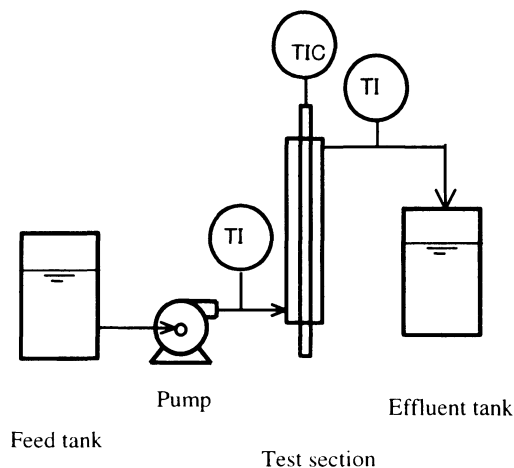 TIC
TI
TI
Pump
Effluent tank
Feed tank
Test section